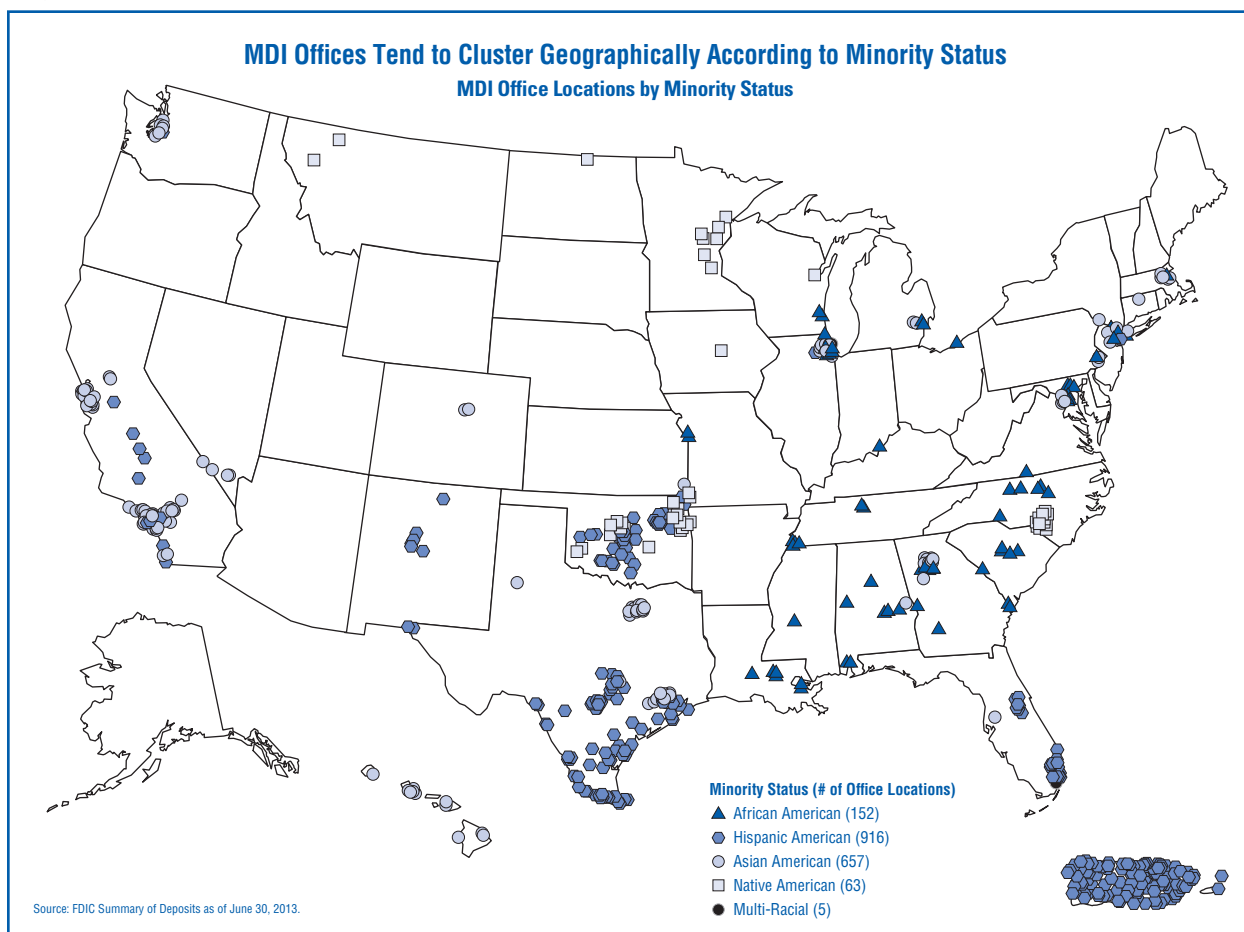 MDI Offices Tend to Cluster Geographically According to Minority Status
MDI Office Locations by Minority Status
Minority Status (# of Office Locations)
African American (152)
Hispanic American (916)
Asian American (657)
Native American (63)
Multi-Racial (5)
Source: FDIC Summary of Deposits as of June 30, 2013.